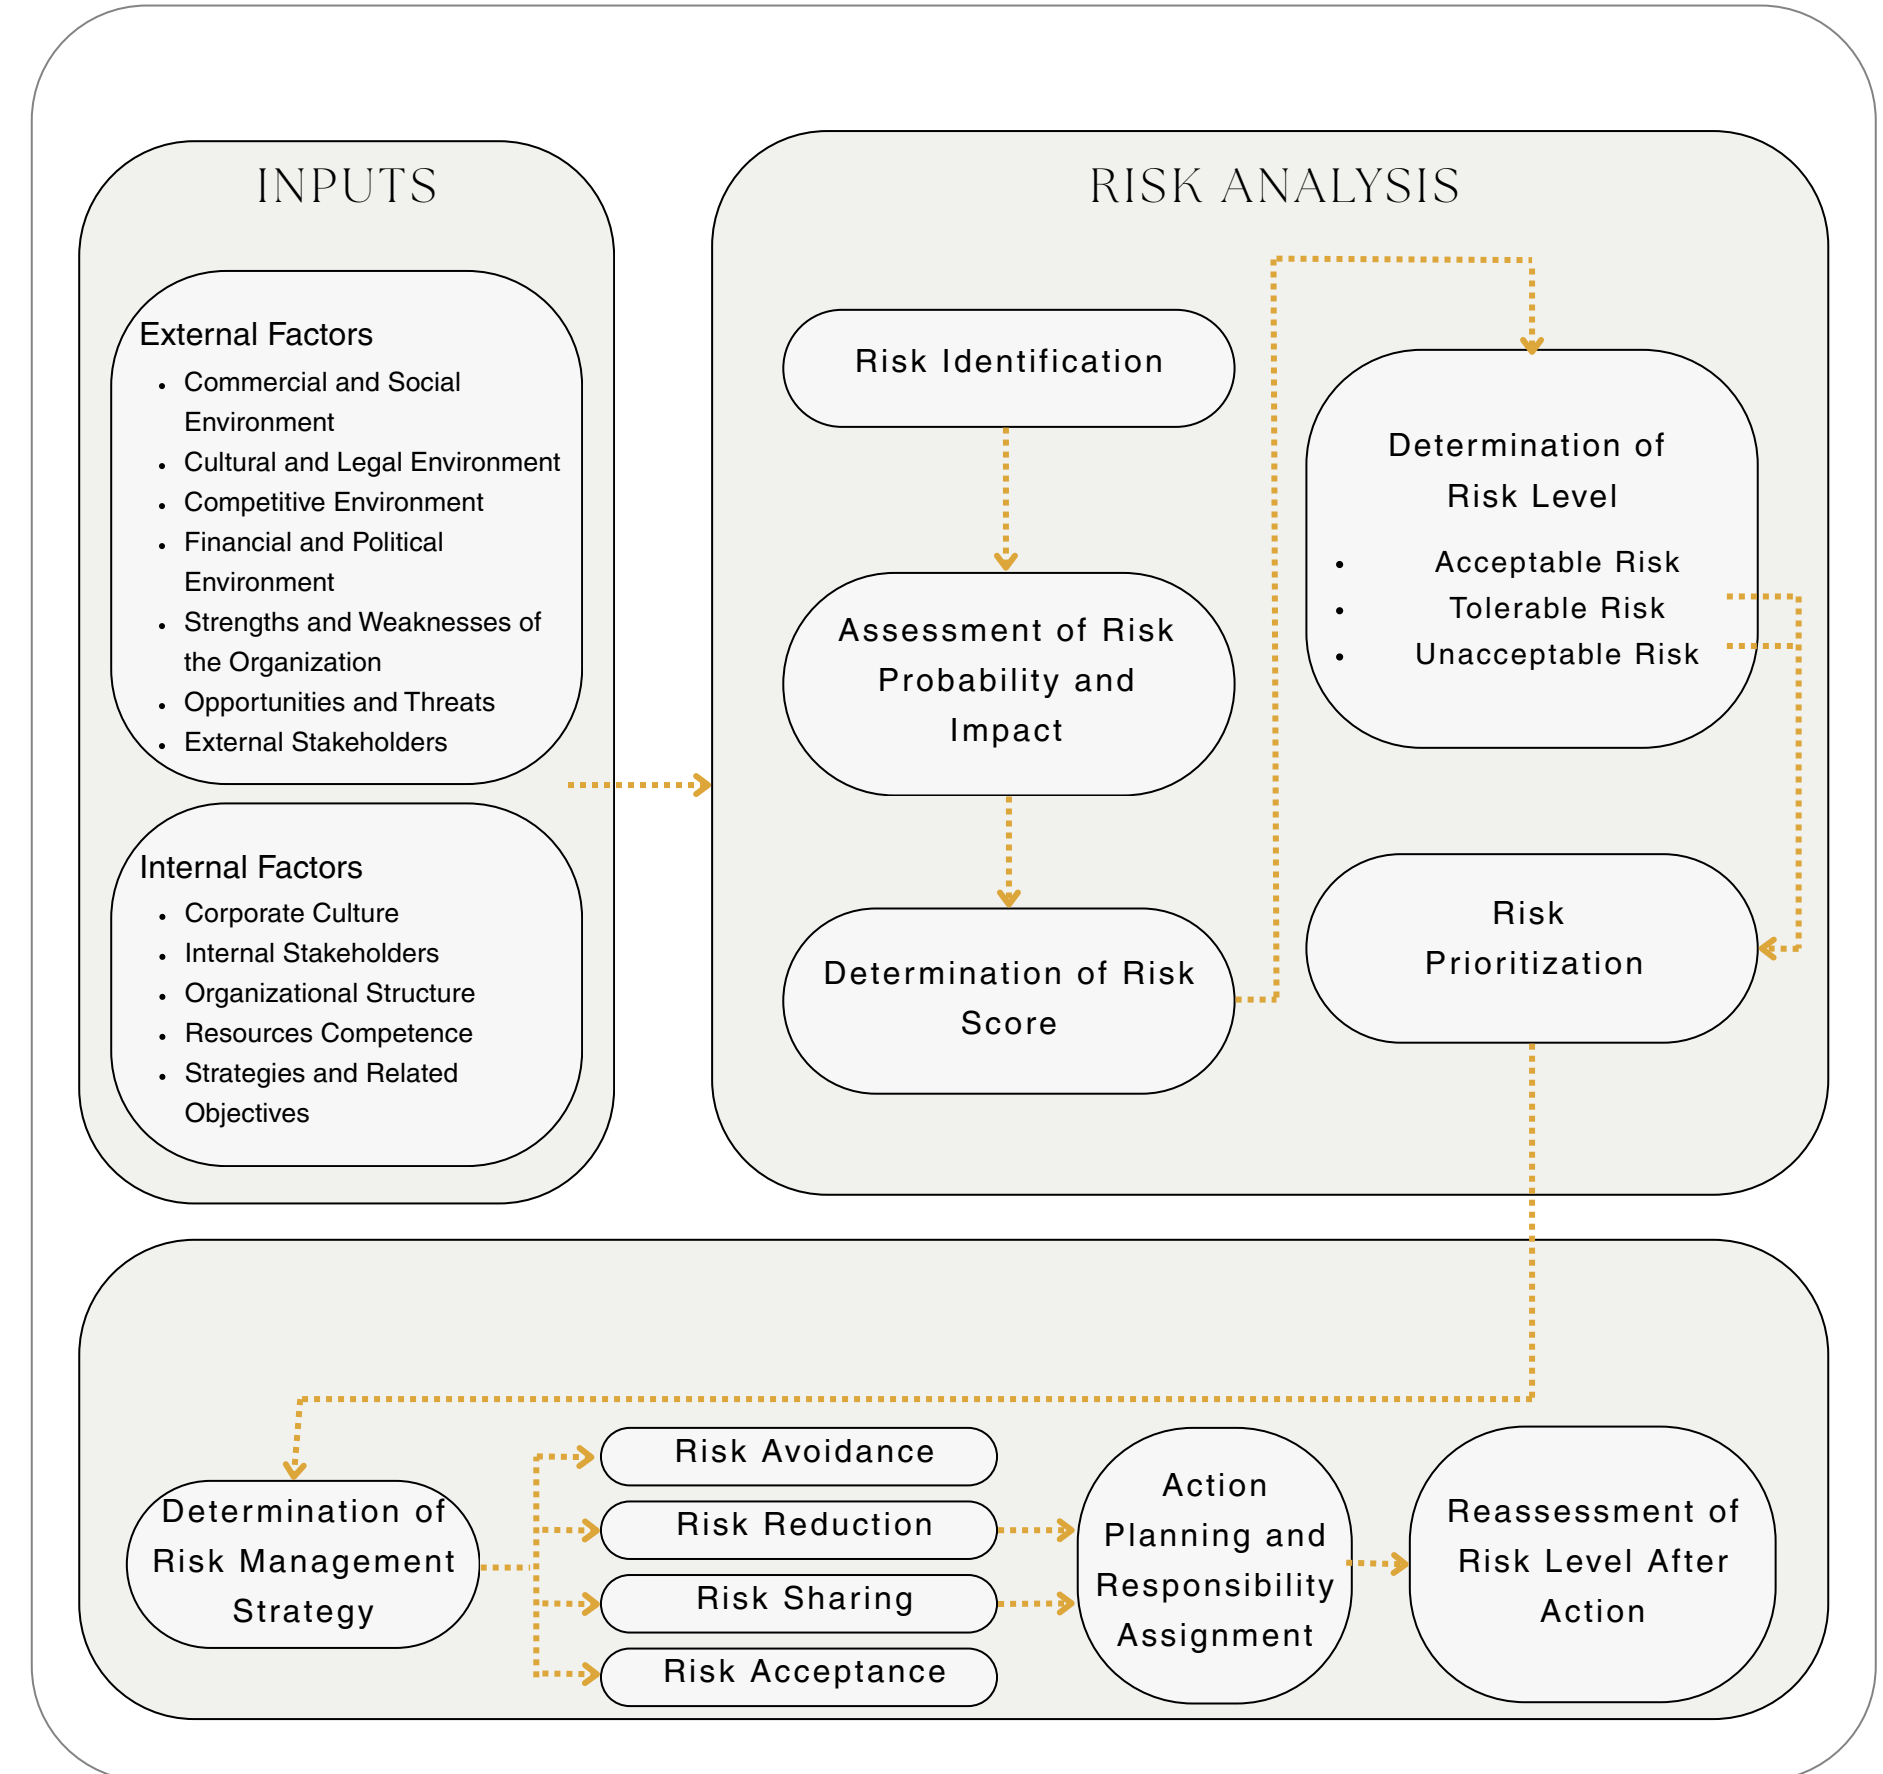 INPUTS
External Factors
• Commercial and Social
Environment
• Cultural and Legal Environment
• Competitive Environment
• Financial and Political
Environment
• Strengths and Weaknesses of
the Organization
• Opportunities and Threats
• External Stakeholders
Internal Factors
• Corporate Culture
• Internal Stakeholders
• Organizational Structure
• Resources Competence
• Strategies and Related
Objectives
RISK ANALYSIS
Risk Identification
Assessment of Risk
Probability and
Impact
Determination of Risk
Score
Determination of
Risk Level
• Acceptable Risk
• Tolerable Risk
• Unacceptable Risk
Risk
Prioritization
Determination of
Risk Management
Strategy
Risk Avoidance
Risk Reduction
Risk Sharing
Risk Acceptance
Action
Planning and
Responsibility
Assignment
Reassessment of
Risk Level After
Action